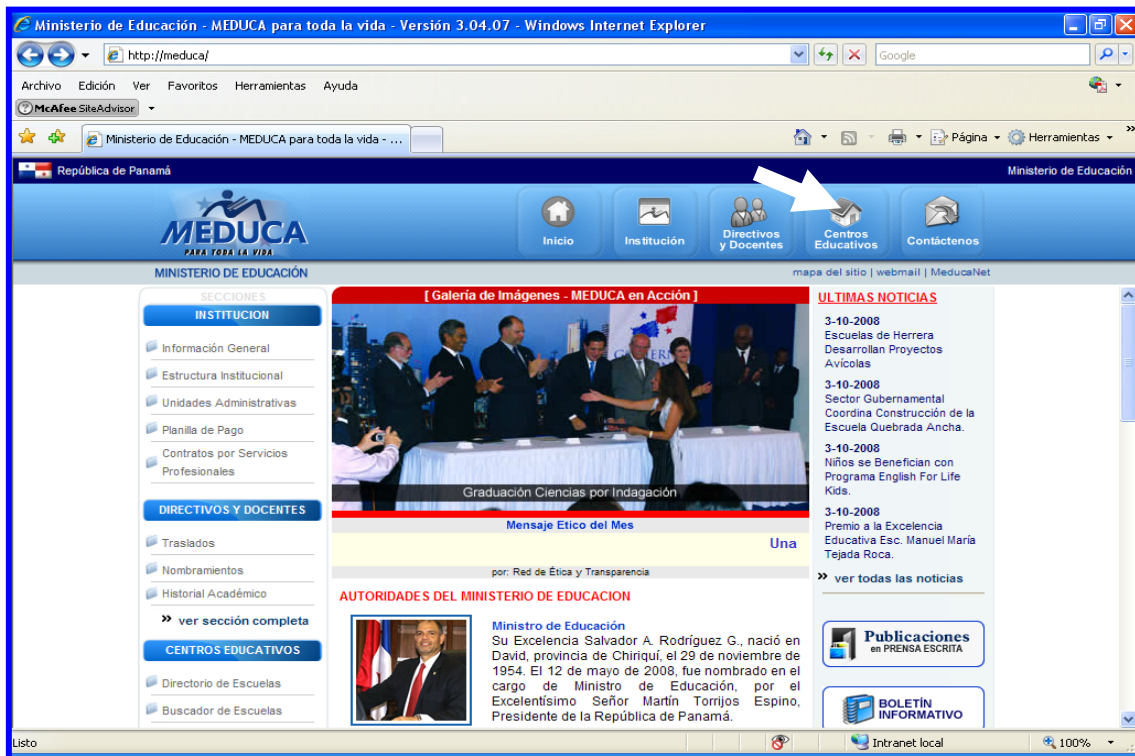 Ministerio de Educación - MEDUCA para toda la vida - Versión 3.04.07 - Windows Internet Explorer
http://meduca/
Google
Archivo Edición Ver Favoritos Herramientas Ayuda
McAfee SiteAdvisor
Ministerio de Educación - MEDUCA para toda la vida - ...
Página
Herramientas
República de Panamá
Ministerio de Educación
MEDUCA
PARA TODA LA VIDA
Inicio
Institución
Directivos
y Docentes
Centros
Educativos
Contáctenos
MINISTERIO DE EDUCACIÓN
mapa del sitio | webmail | MeducaNet
SECCIONES
INSTITUCION
Información General
Estructura Institucional
Unidades Administrativas
Planilla de Pago
Contratos por Servicios
Profesionales
DIRECTIVOS Y DOCENTES
Traslados
Nombramientos
Historial Académico
ver sección completa
CENTROS EDUCATIVOS
Directorio de Escuelas
Buscador de Escuelas
[ Galería de Imágenes - MEDUCA en Acción ]
Graduación Ciencias por Indagación
Mensaje Etico del Mes
Una
por: Red de Ética y Transparencia
AUTORIDADES DEL MINISTERIO DE EDUCACION
Ministro de Educación
Su Excelencia Salvador A. Rodríguez G., nació en
David, provincia de Chiriquí, el 29 de noviembre de
1954. El 12 de mayo de 2008, fue nombrado en el
cargo de Ministro de Educación, por el
Excelentísimo Señor Martín Torrijos Espino,
Presidente de la República de Panamá.
ULTIMAS NOTICIAS
3-10-2008
Escuelas de Herrera
Desarrollan Proyectos
Avícolas
3-10-2008
Sector Gubernamental
Coordina Construcción de la
Escuela Quebrada Ancha.
3-10-2008
Niños se Benefician con
Programa English For Life
Kids.
3-10-2008
Premio a la Excelencia
Educativa Esc. Manuel María
Tejada Roca.
ver todas las noticias
Publicaciones
en PRENSA ESCRITA
BOLETÍN
INFORMATIVO
Listo
Intranet local
100%